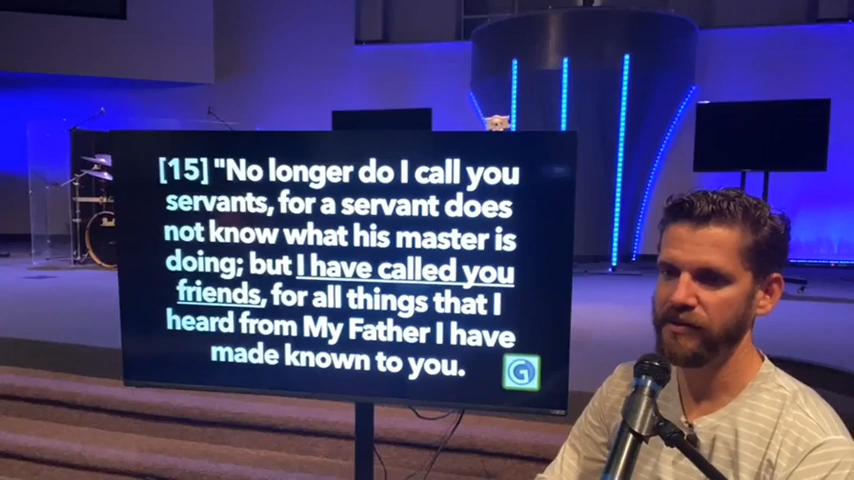 [15] "No longer do I call you
servants, for a servant does
not know what his master is
doing; but I have called you
friends, for all things that I
heard from My Father I have
made known to you.
G